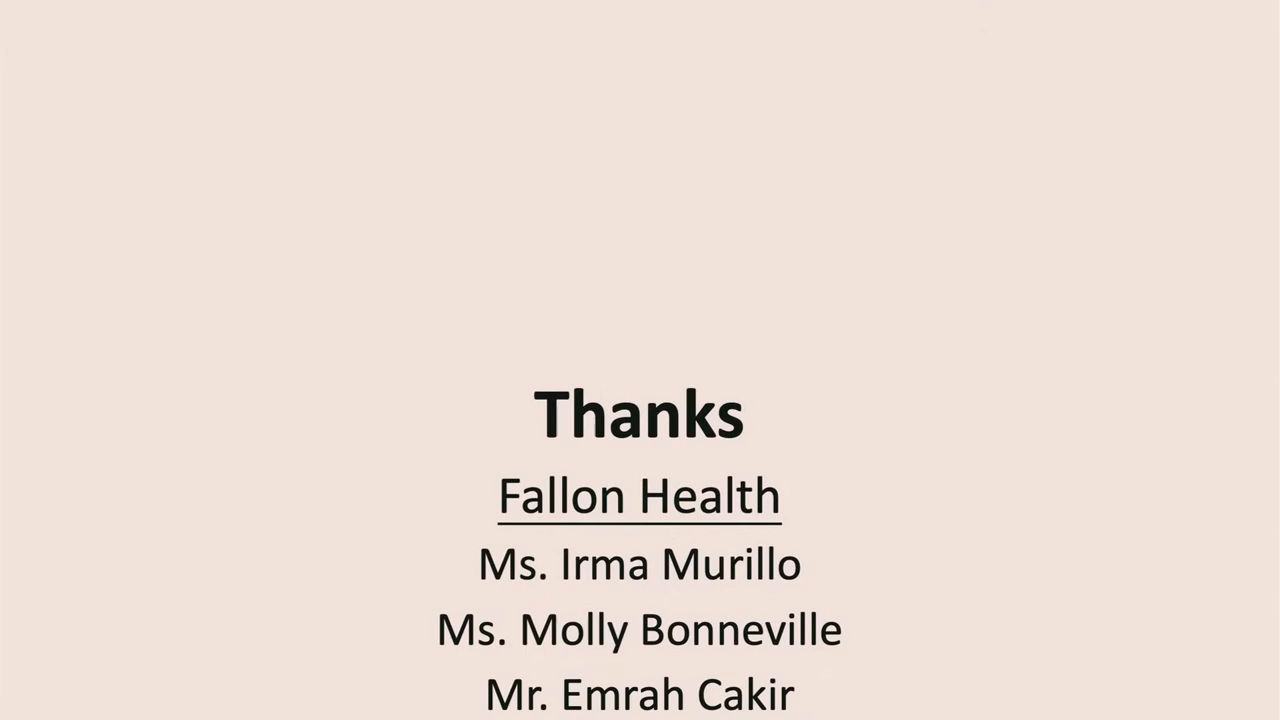 Thanks
Fallon Health
Ms. Irma Murillo
Ms. Molly Bonneville
Mr. Emrah Cakir